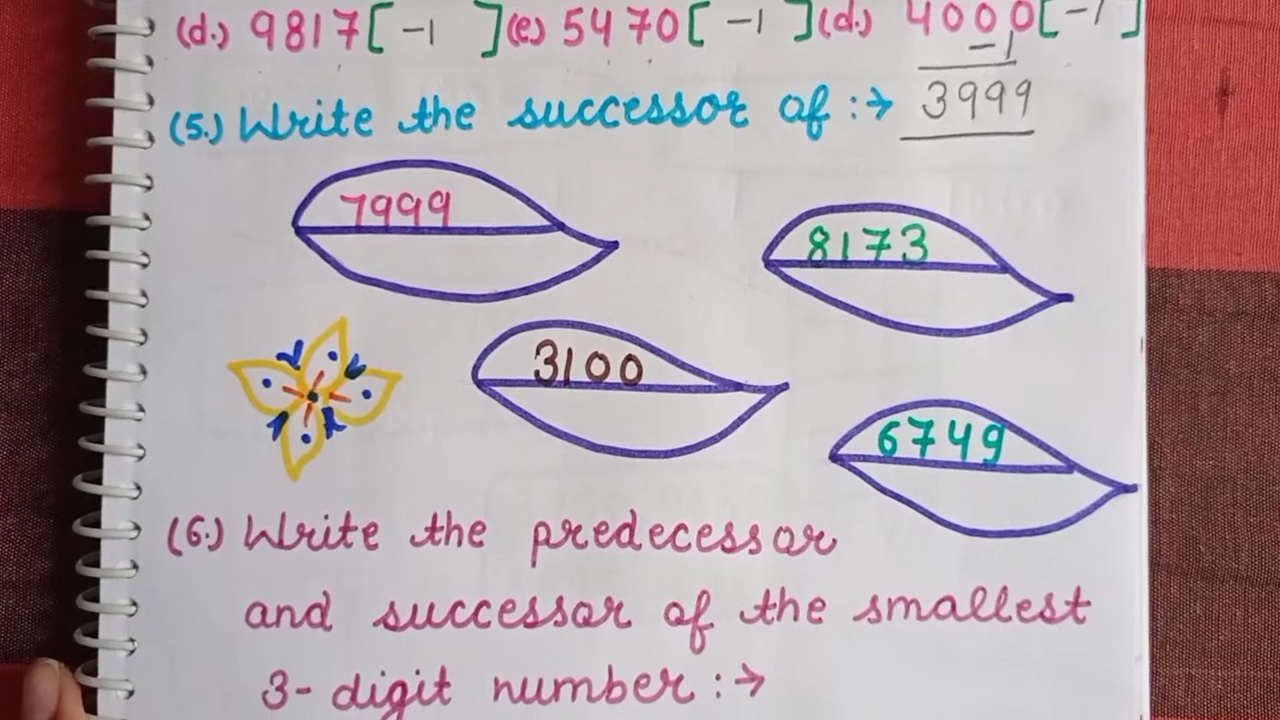 (d.) 9817[ -1 ](e) 5470[ -1 ](d.) 4000[ -1 ]
-1
(5.) Write the successor of :→ 3999
7999
8173
3100
6749
(6.) Write the predecessor
and successor of the smallest
3-digit number :→